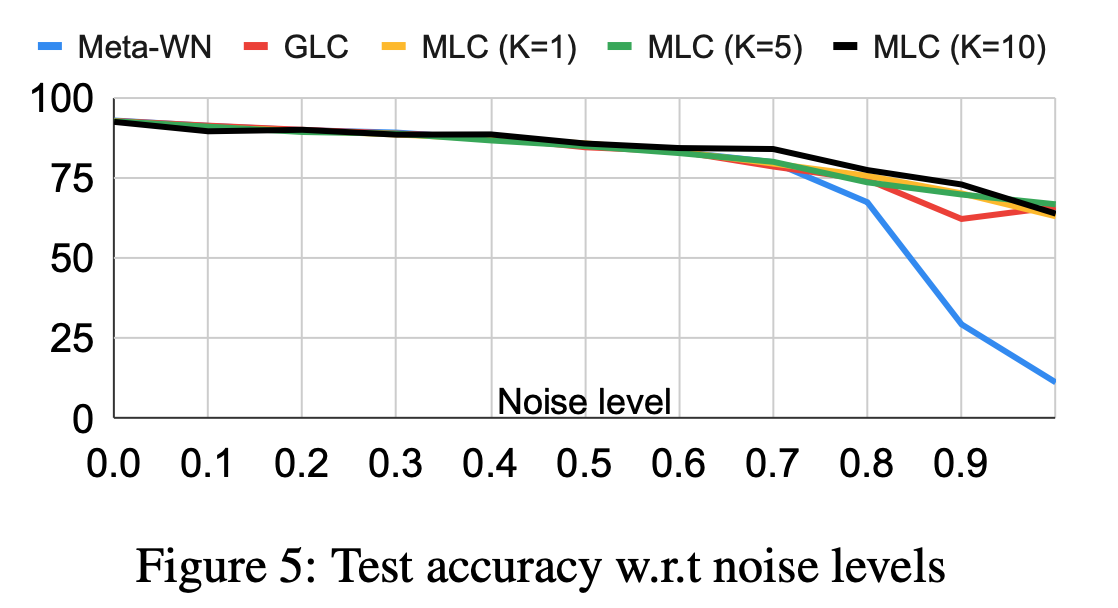 Meta-WN GLC MLC (K=1) MLC (K=5) MLC (K=10)
100
75
50
25
0
Noise level
0.0 0.1 0.2 0.3 0.4 0.5 0.6 0.7 0.8 0.9
Figure 5: Test accuracy w.r.t noise levels